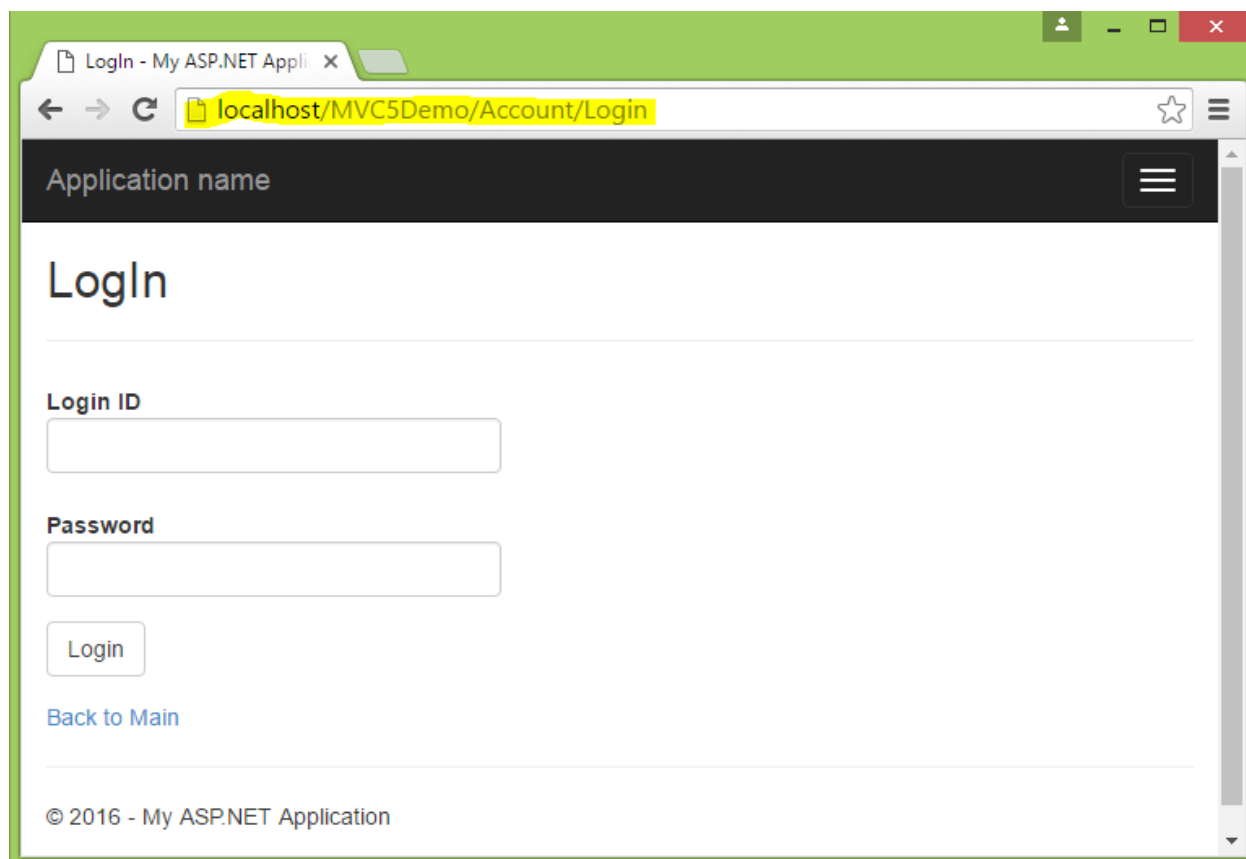 LogIn - My ASP.NET Appli
localhost/MVC5Demo/Account/Login
Application name
LogIn
Login ID
Password
Login
Back to Main
© 2016 - My ASP.NET Application